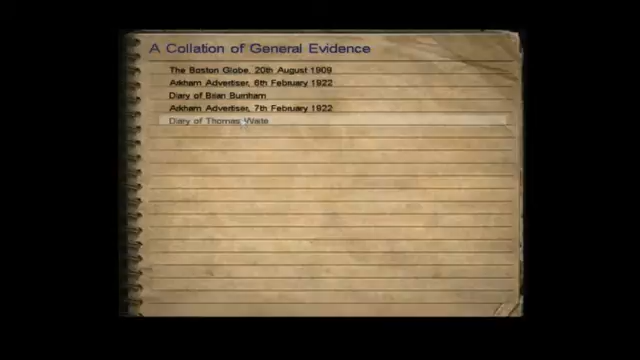 A Collation of General Evidence
The Boston Globe, 20th August 1909
Arkham Advertiser, 6th February 1922
Diary of Brian Burnham
Arkham Advertiser, 7th February 1922
Diary of Thomas Waite